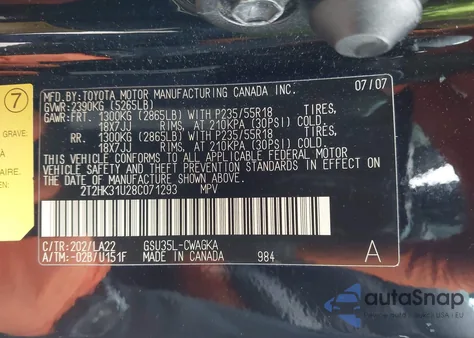 MFD.BY:TOYOTA MOTOR MANUFACTURING CANADA INC. 07/07
GVWR:2390KG (5265LB)
GAWR:FRT. 1300KG (2865LB) WITH P235/55R18 TIRES,
18X7JJ RIMS, AT 210KPA (30PSI) COLD.
RR. 1300KG (2865LB) WITH P235/55R18 TIRES,
18X7JJ RIMS, AT 210KPA (30PSI) COLD.
THIS VEHICLE CONFORMS TO ALL APPLICABLE FEDERAL MOTOR
VEHICLE SAFETY AND THEFT PREVENTION STANDARDS IN
EFFECT ON THE DATE OF MANUFACTURE SHOWN ABOVE.
2T2HK31U28C071293 MPV
C/TR:202/LA22 GSU35L-CWAGKA
A/TM:-02B/U151F MADE IN CANADA 984 A
7
GRAVE:
AIRE.
EN
autoSnap